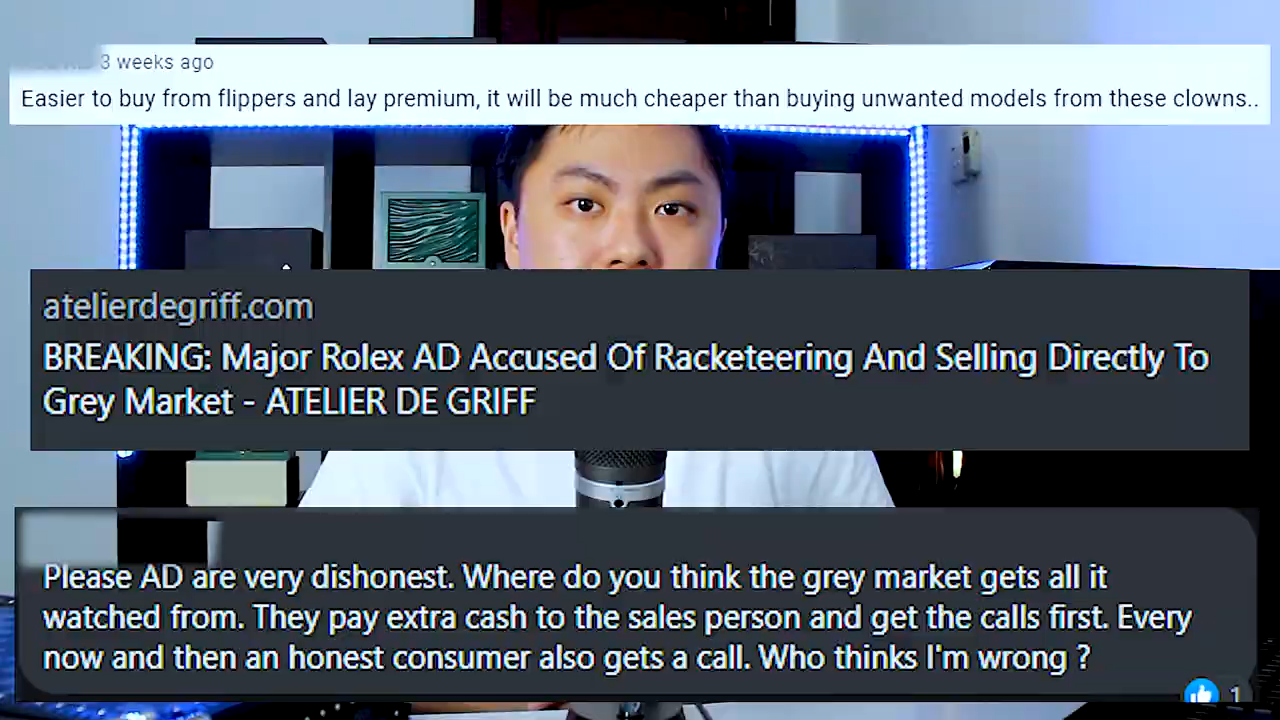 3 weeks ago
Easier to buy from flippers and lay premium, it will be much cheaper than buying unwanted models from these clowns..
atelierdegriff.com
BREAKING: Major Rolex AD Accused Of Racketeering And Selling Directly To
Grey Market - ATELIER DE GRIFF
Please AD are very dishonest. Where do you think the grey market gets all it
watched from. They pay extra cash to the sales person and get the calls first. Every
now and then an honest consumer also gets a call. Who thinks I'm wrong ?
1